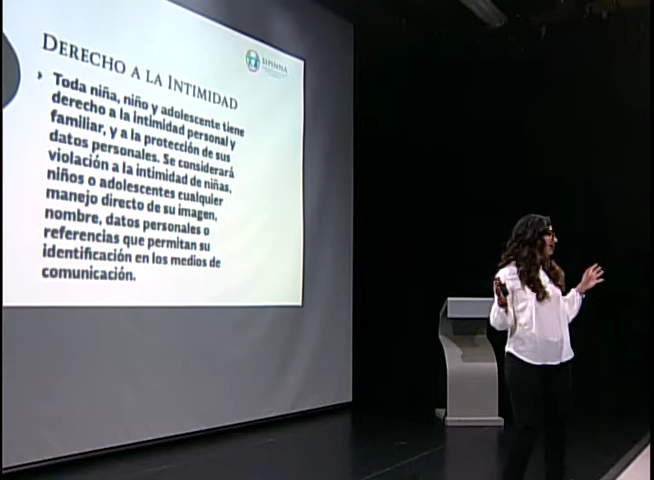 DERECHO A LA INTIMIDAD
SIPINNA
› Toda niña, niño y adolescente tiene
derecho a la intimidad personal y
familiar, y a la protección de sus
datos personales. Se considerará
violación a la intimidad de niñas,
niños o adolescentes cualquier
manejo directo de su imagen,
nombre, datos personales o
referencias que permitan su
identificación en los medios de
comunicación.